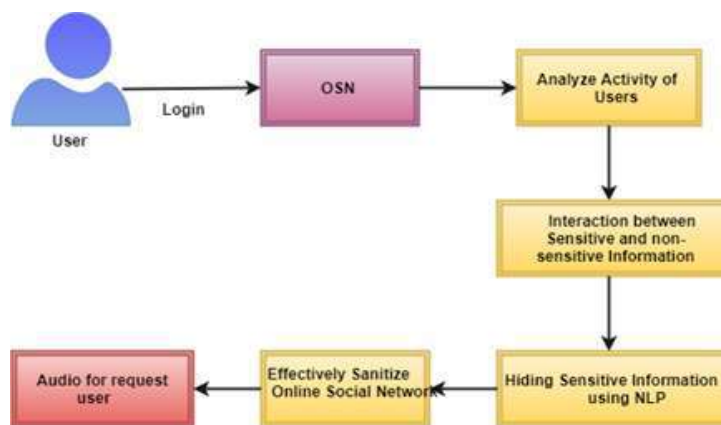 User
Login
OSN
Analyze Activity of
Users
Interaction between
Sensitive and non-
sensitive Information
Hiding Sensitive Information
using NLP
Effectively Sanitize
Online Social Network
Audio for request
user